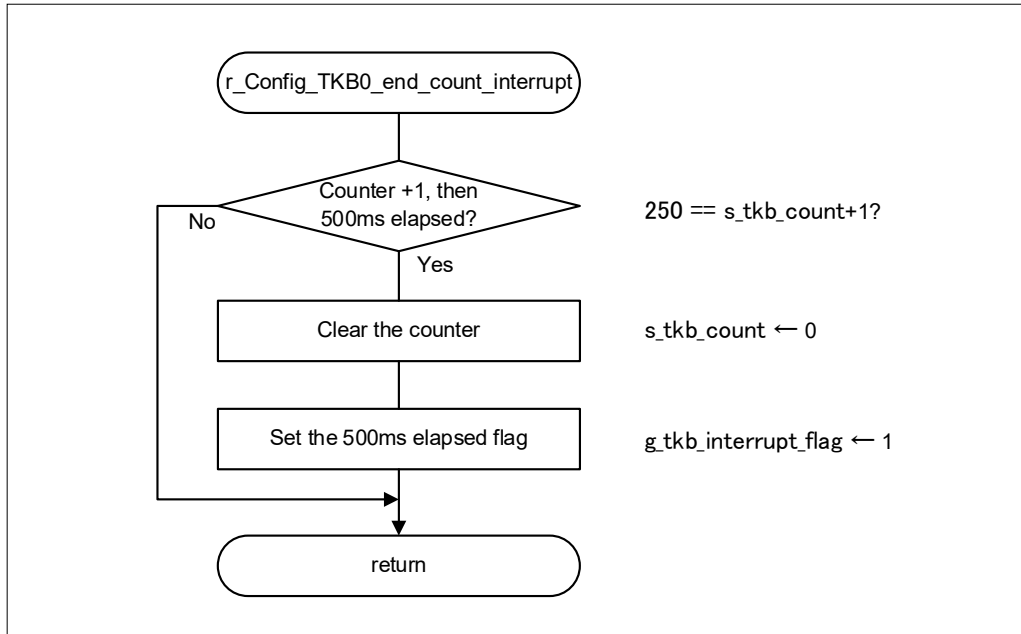 r_Config_TKB0_end_count_interrupt
Counter +1, then
500ms elapsed?
250 == s_tkb_count+1?
No
Yes
Clear the counter
s_tkb_count ← 0
Set the 500ms elapsed flag
g_tkb_interrupt_flag ← 1
return